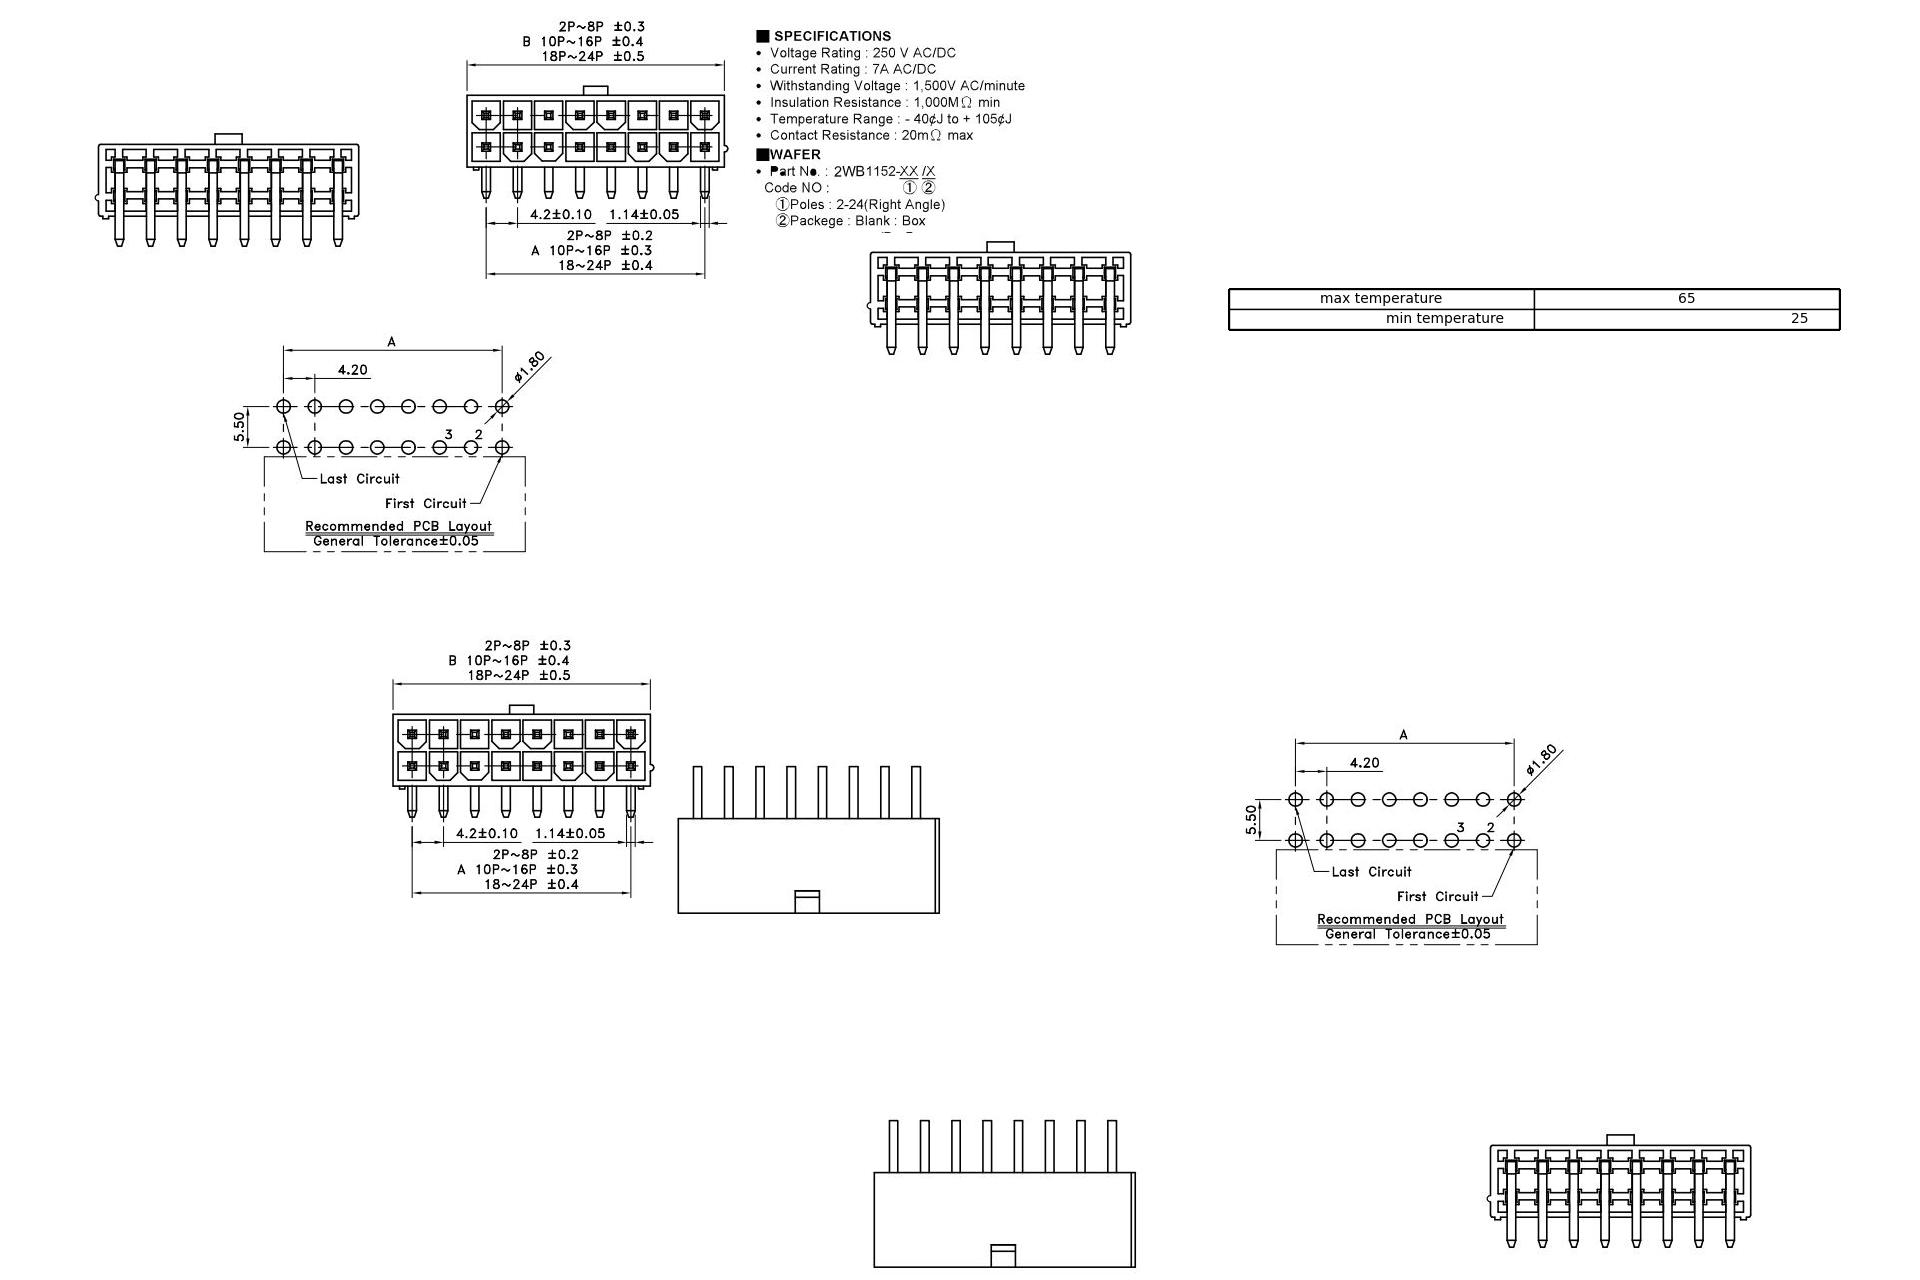 2P~8P ±0.3
B 10P~16P ±0.4
18P~24P ±0.5
4.2±0.10 1.14±0.05
2P~8P ±0.2
A 10P~16P ±0.3
18~24P ±0.4
■ SPECIFICATIONS
• Voltage Rating : 250 V AC/DC
• Current Rating : 7A AC/DC
• Withstanding Voltage : 1,500V AC/minute
• Insulation Resistance : 1,000MΩ min
• Temperature Range : - 40¢J to + 105¢J
• Contact Resistance : 20mΩ max
■WAFER
• Part No. : 2WB1152-XX /X
Code NO : ① ②
①Poles : 2-24(Right Angle)
②Packege : Blank : Box
max temperature 65
min temperature 25
A
4.20
ø1.80
5.50
3 2
Last Circuit
First Circuit
Recommended PCB Layout
General Tolerance±0.05
2P~8P ±0.3
B 10P~16P ±0.4
18P~24P ±0.5
4.2±0.10 1.14±0.05
2P~8P ±0.2
A 10P~16P ±0.3
18~24P ±0.4
A
4.20
ø1.80
5.50
3 2
Last Circuit
First Circuit
Recommended PCB Layout
General Tolerance±0.05